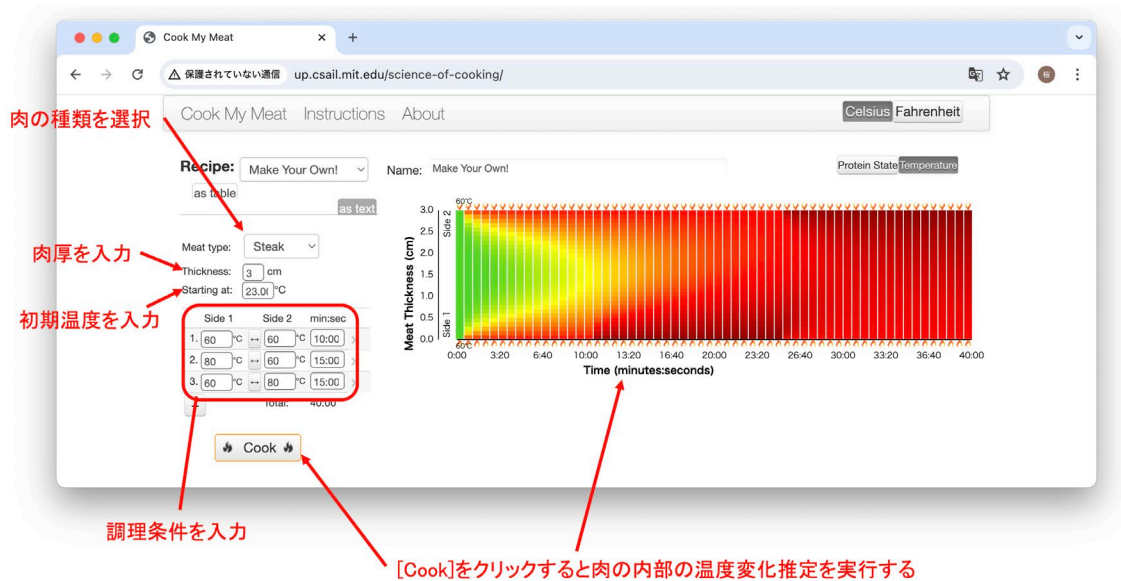 Cook My Meat
保護されていない通信 up.csail.mit.edu/science-of-cooking/
桜
Cook My Meat Instructions About Celsius Fahrenheit
肉の種類を選択
Recipe: Make Your Own! Name: Make Your Own! Protein State Temperature
as table
as text
Meat type: Steak
肉厚を入力
Thickness: 3 cm
Starting at: 23.0 °C
初期温度を入力
Side 1 Side 2 min:sec
1. 60 °C ↔ 60 °C 10:00
2. 80 °C ↔ 60 °C 15:00
3. 60 °C ↔ 80 °C 15:00
Total: 40:00
Cook
60°C
Side 2
3.0
2.5
2.0
1.5
1.0
0.5
0.0
Meat Thickness (cm)
Side 1
60°C
0:00 3:20 6:40 10:00 13:20 16:40 20:00 23:20 26:40 30:00 33:20 36:40 40:00
Time (minutes:seconds)
調理条件を入力
[Cook]をクリックすると肉の内部の温度変化推定を実行する